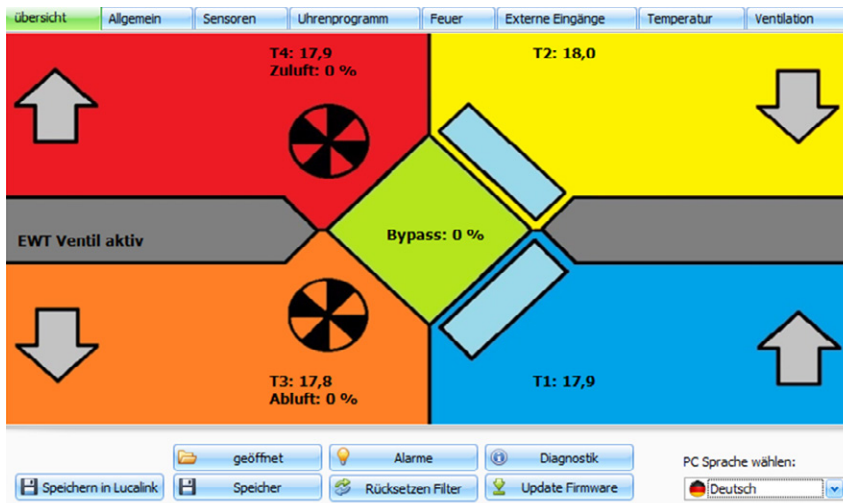 übersicht
Allgemein
Sensoren
Uhrenprogramm
Feuer
Externe Eingänge
Temperatur
Ventilation
T4: 17,9
Zuluft: 0 %
T2: 18,0
EWT Ventil aktiv
Bypass: 0 %
T3: 17,8
Abluft: 0 %
T1: 17,9
geöffnet
Alarme
Diagnostik
PC Sprache wählen:
Speichern in Lucalink
Speicher
Rücksetzen Filter
Update Firmware
Deutsch